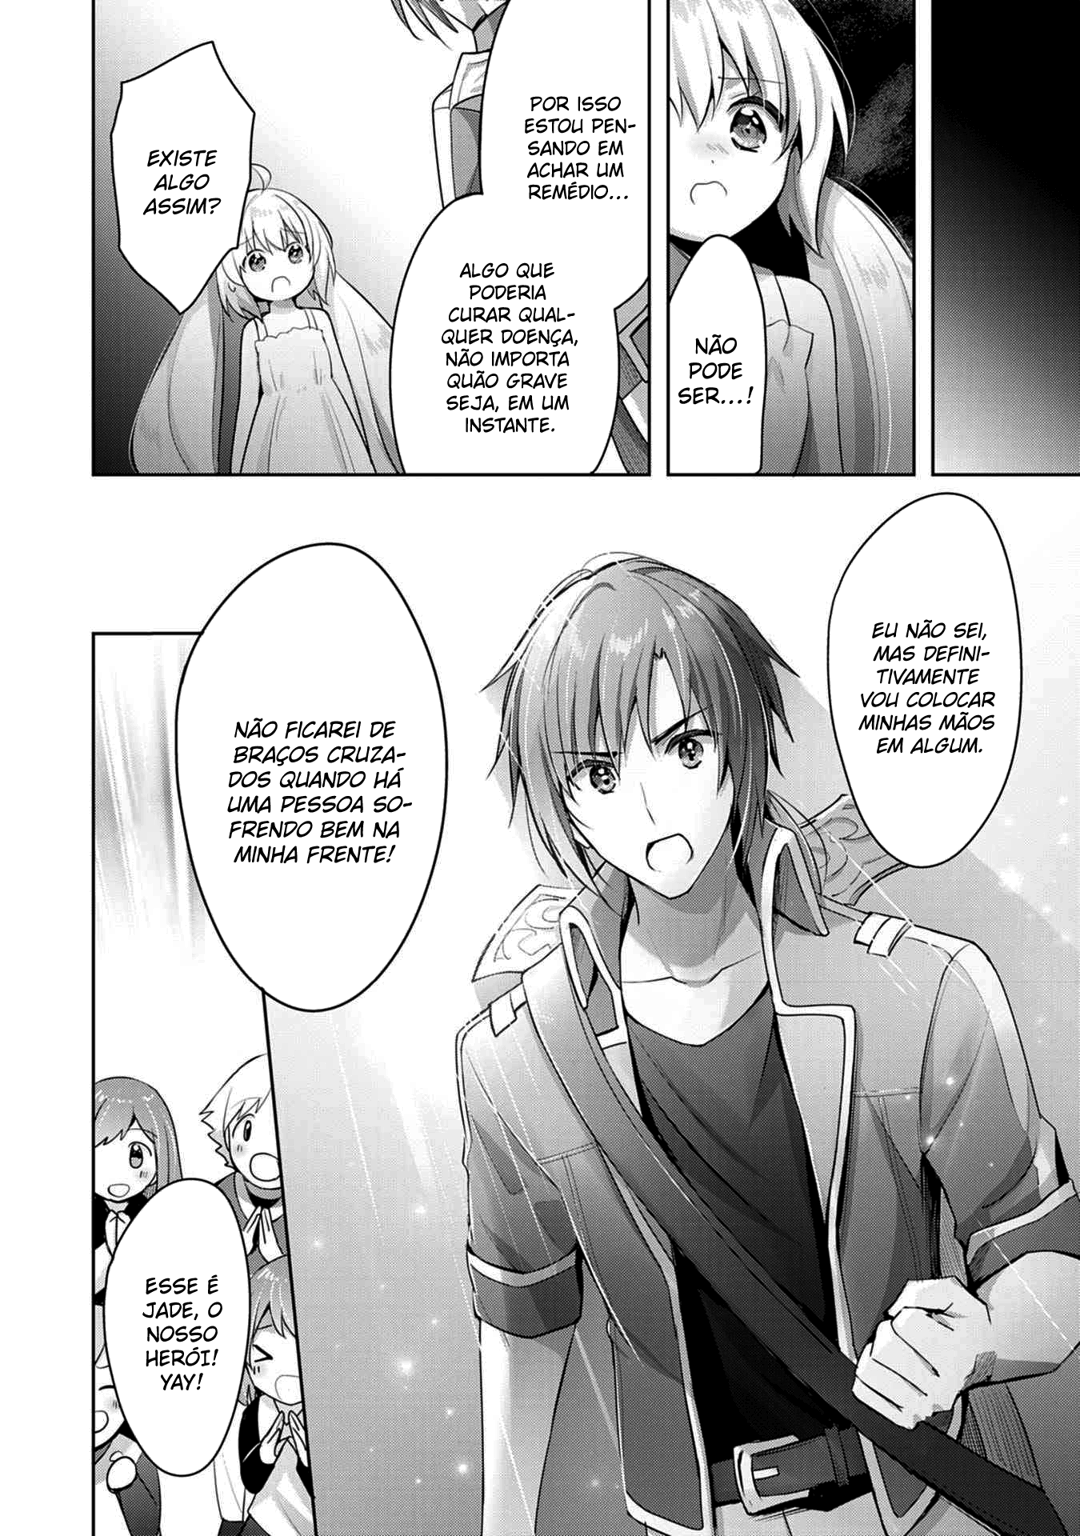 NÃO
PODE
SER...!
POR ISSO
ESTOU PEN-
SANDO EM
ACHAR UM
REMÉDIO...
ALGO QUE
PODERIA
CURAR QUAL-
QUER DOENÇA,
NÃO IMPORTA
QUÃO GRAVE
SEJA, EM UM
INSTANTE.
EXISTE
ALGO
ASSIM?
EU NÃO SEI,
MAS DEFINI-
TIVAMENTE
VOU COLOCAR
MINHAS MÃOS
EM ALGUM.
NÃO FICAREI DE
BRAÇOS CRUZA-
DOS QUANDO HÁ
UMA PESSOA SO-
FRENDO BEM NA
MINHA FRENTE!
ESSE É
JADE, O
NOSSO
HERÓI!
YAY!